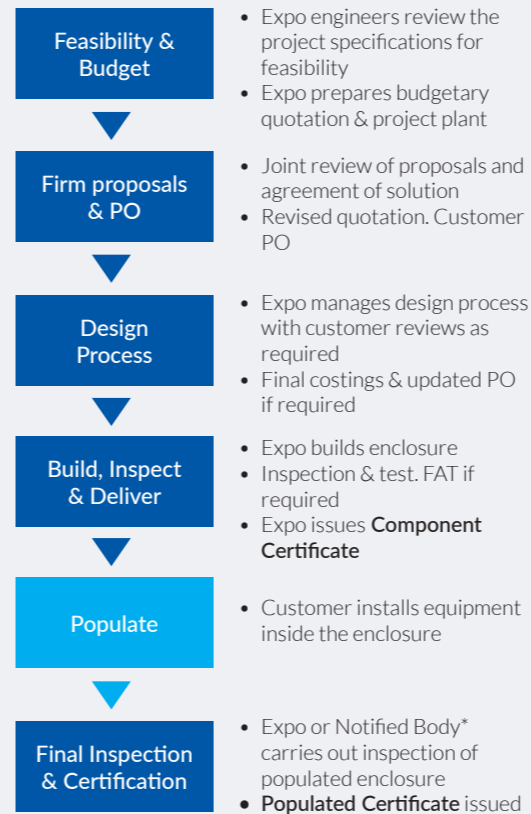 Feasibility &
Budget
• Expo engineers review the
project specifications for
feasibility
• Expo prepares budgetary
quotation & project plant
Firm proposals
& PO
• Joint review of proposals and
agreement of solution
• Revised quotation. Customer
PO
Design
Process
• Expo manages design process
with customer reviews as
required
• Final costings & updated PO
if required
Build, Inspect
& Deliver
• Expo builds enclosure
• Inspection & test. FAT if
required
• Expo issues Component
Certificate
Populate
• Customer installs equipment
inside the enclosure
Final Inspection
& Certification
• Expo or Notified Body*
carries out inspection of
populated enclosure
• Populated Certificate issued